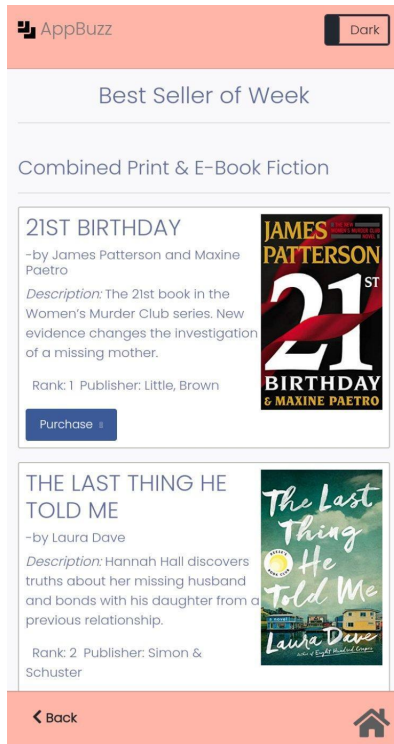 AppBuzz
Dark
Best Seller of Week
Combined Print & E-Book Fiction
21ST BIRTHDAY
-by James Patterson and Maxine
Paetro
Description: The 21st book in the
Women's Murder Club series. New
evidence changes the investigation
of a missing mother.
Rank: 1 Publisher: Little, Brown
Purchase
JAMES
PATTERSON
21ST
BIRTHDAY
& MAXINE PAETRO
THE LAST THING HE
TOLD ME
-by Laura Dave
Description: Hannah Hall discovers
truths about her missing husband
and bonds with his daughter from a
previous relationship.
Rank: 2 Publisher: Simon &
Schuster
The Last
Thing
He
Told Me
a novel
Laura Dave
Back